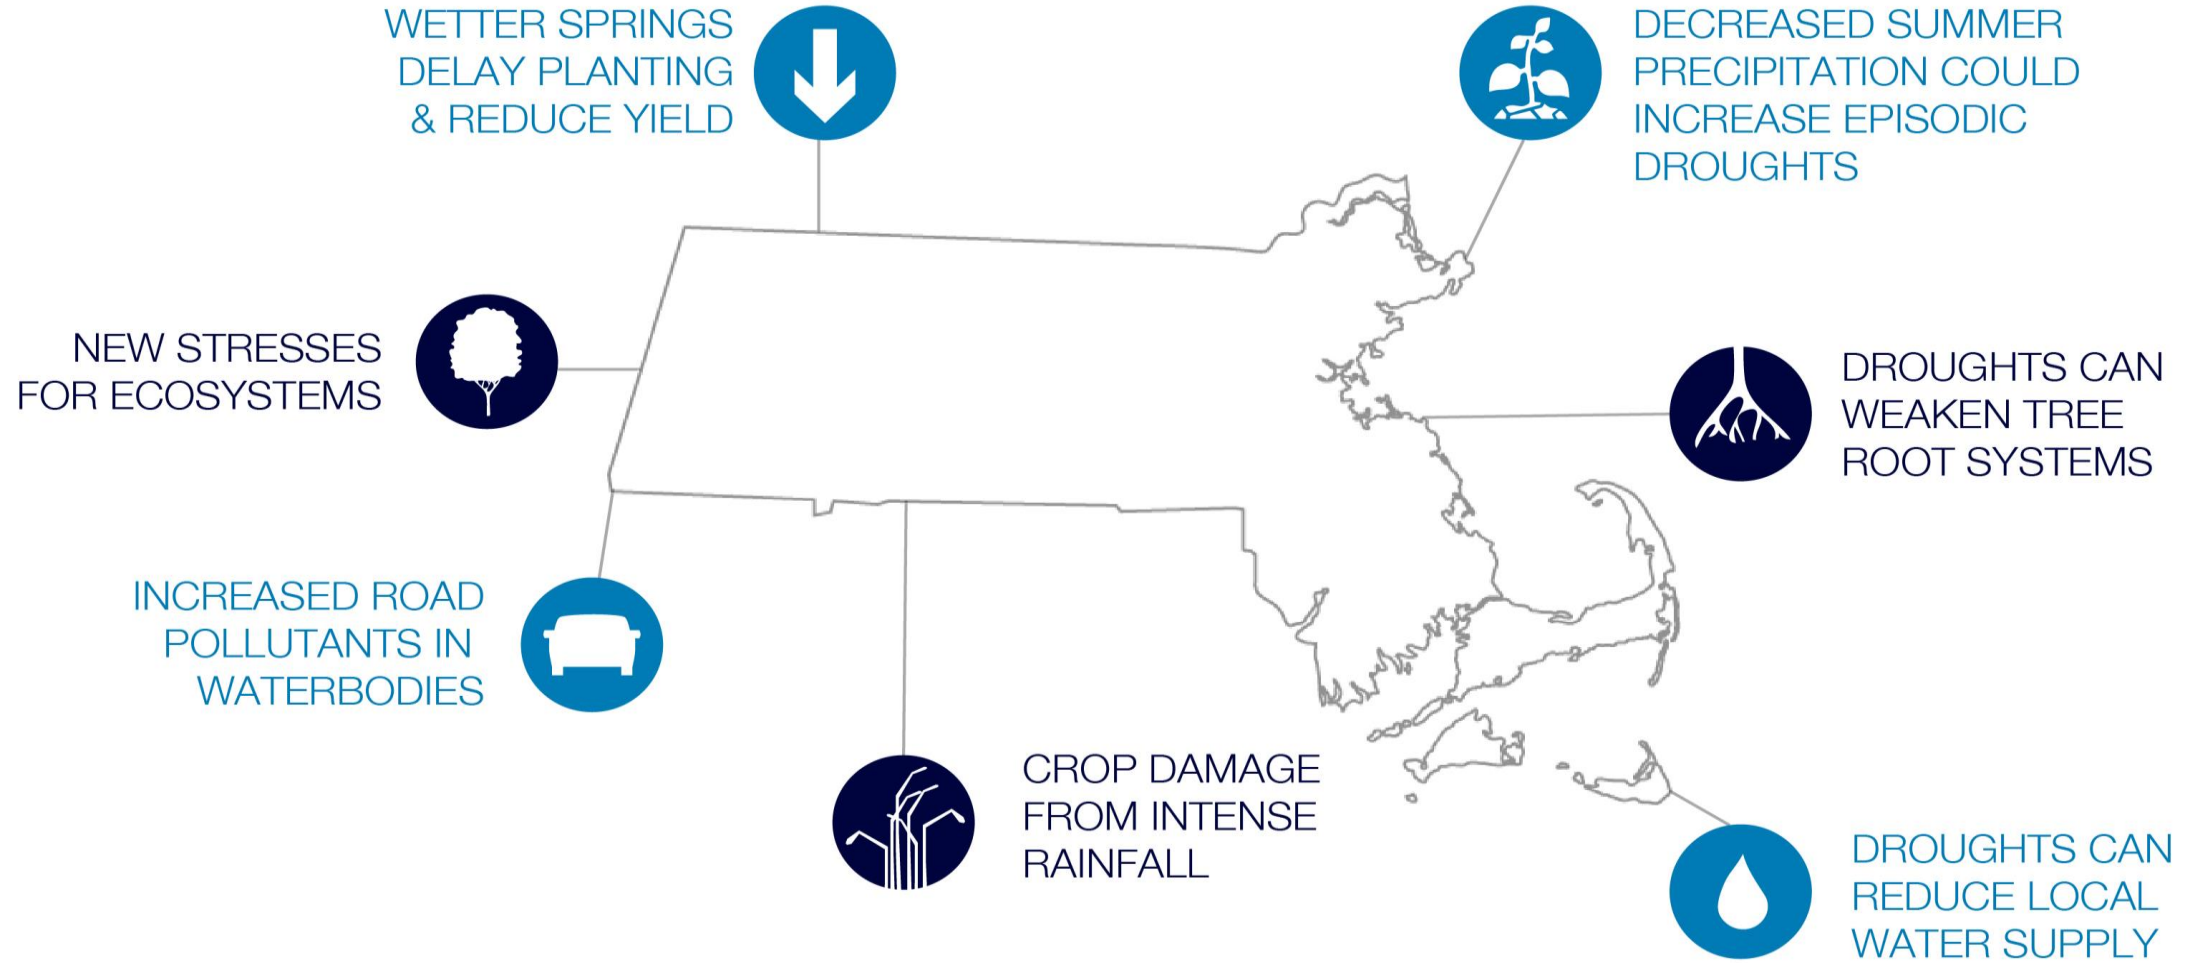 WETTER SPRINGS
DELAY PLANTING
& REDUCE YIELD
DECREASED SUMMER
PRECIPITATION COULD
INCREASE EPISODIC
DROUGHTS
NEW STRESSES
FOR ECOSYSTEMS
DROUGHTS CAN
WEAKEN TREE
ROOT SYSTEMS
INCREASED ROAD
POLLUTANTS IN
WATERBODIES
CROP DAMAGE
FROM INTENSE
RAINFALL
DROUGHTS CAN
REDUCE LOCAL
WATER SUPPLY